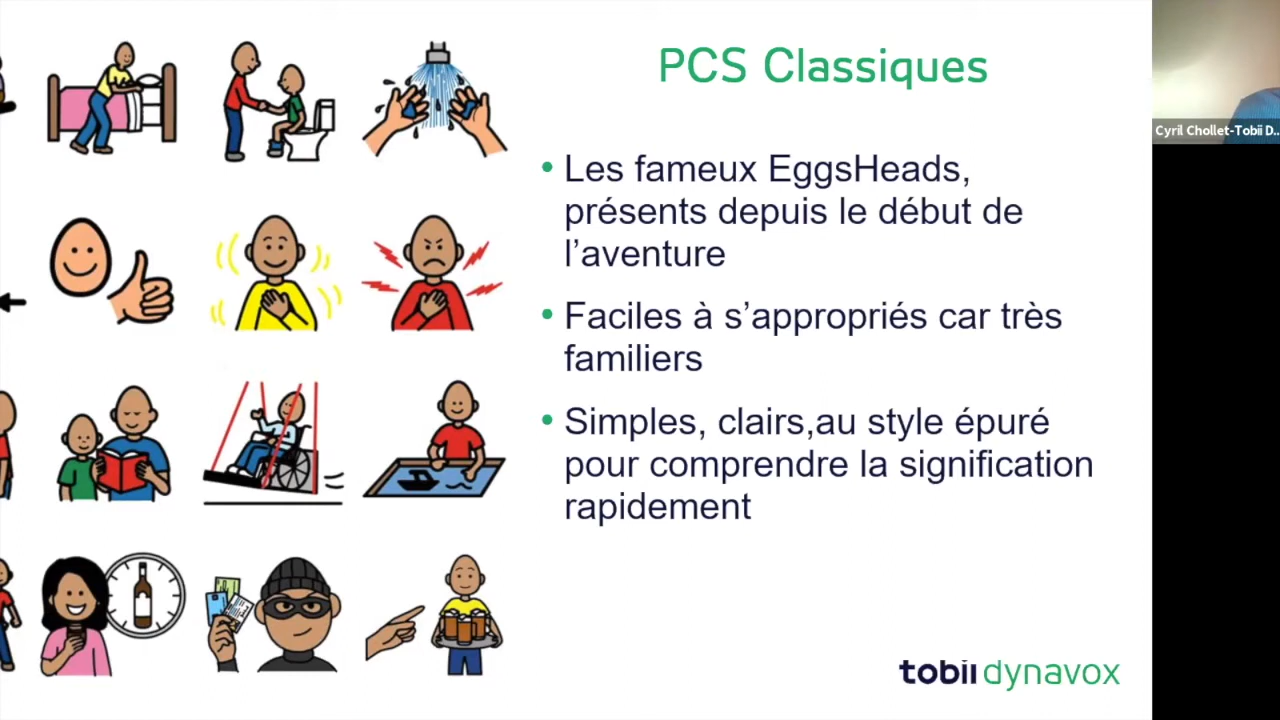 PCS Classiques
Cyril Chollet-Tobii D...
• Les fameux EggsHeads,
présents depuis le début de
l’aventure
• Faciles à s’appropriés car très
familiers
• Simples, clairs,au style épuré
pour comprendre la signification
rapidement
tobii dynavox